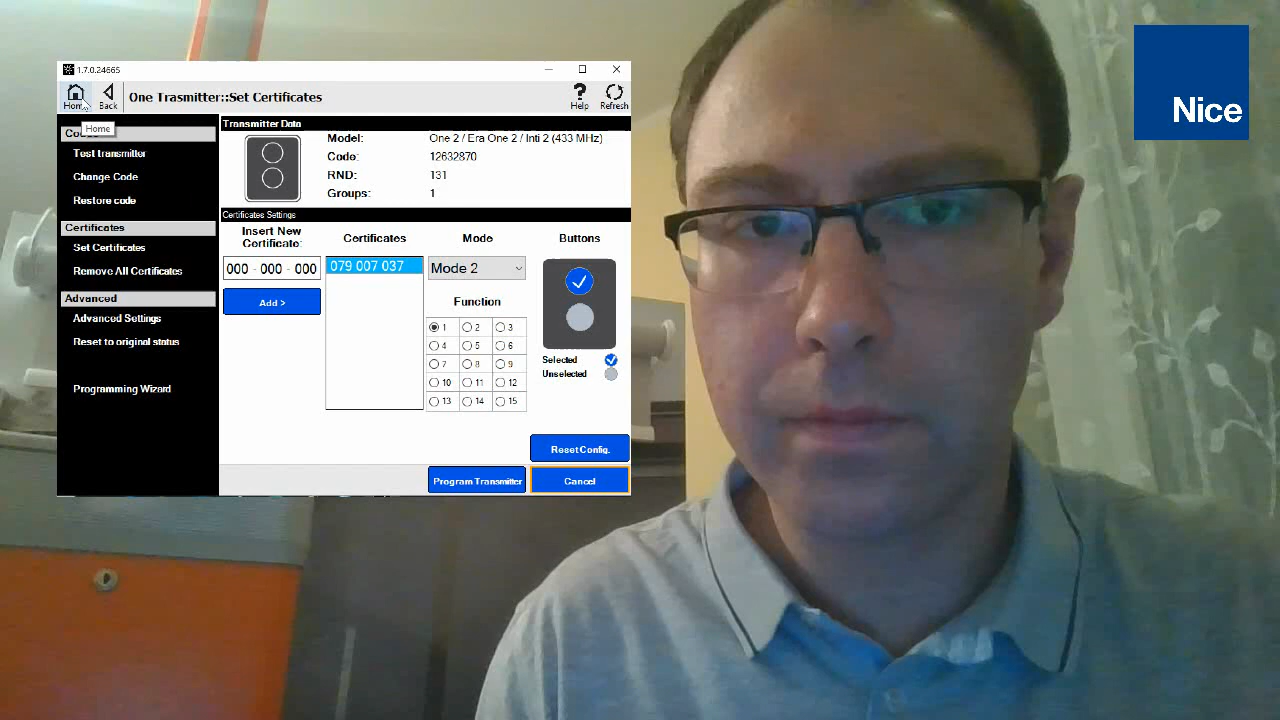 1.7.0.24665
Home
Back
One Trasmitter::Set Certificates
Help
Refresh
Home
Test transmitter
Change Code
Restore code
Certificates
Set Certificates
Remove All Certificates
Advanced
Advanced Settings
Reset to original status
Programming Wizard
Transmitter Data
Model: One 2 / Era One 2 / Inti 2 (433 MHz)
Code: 12632870
RND: 131
Groups: 1
Certificates Settings
Insert New
Certificate:
000 - 000 - 000
Add >
Certificates
079 007 037
Mode
Mode 2
Function
1 2 3
4 5 6
7 8 9
10 11 12
13 14 15
Buttons
Selected
Unselected
Reset Config.
Program Transmitter
Cancel
Nice